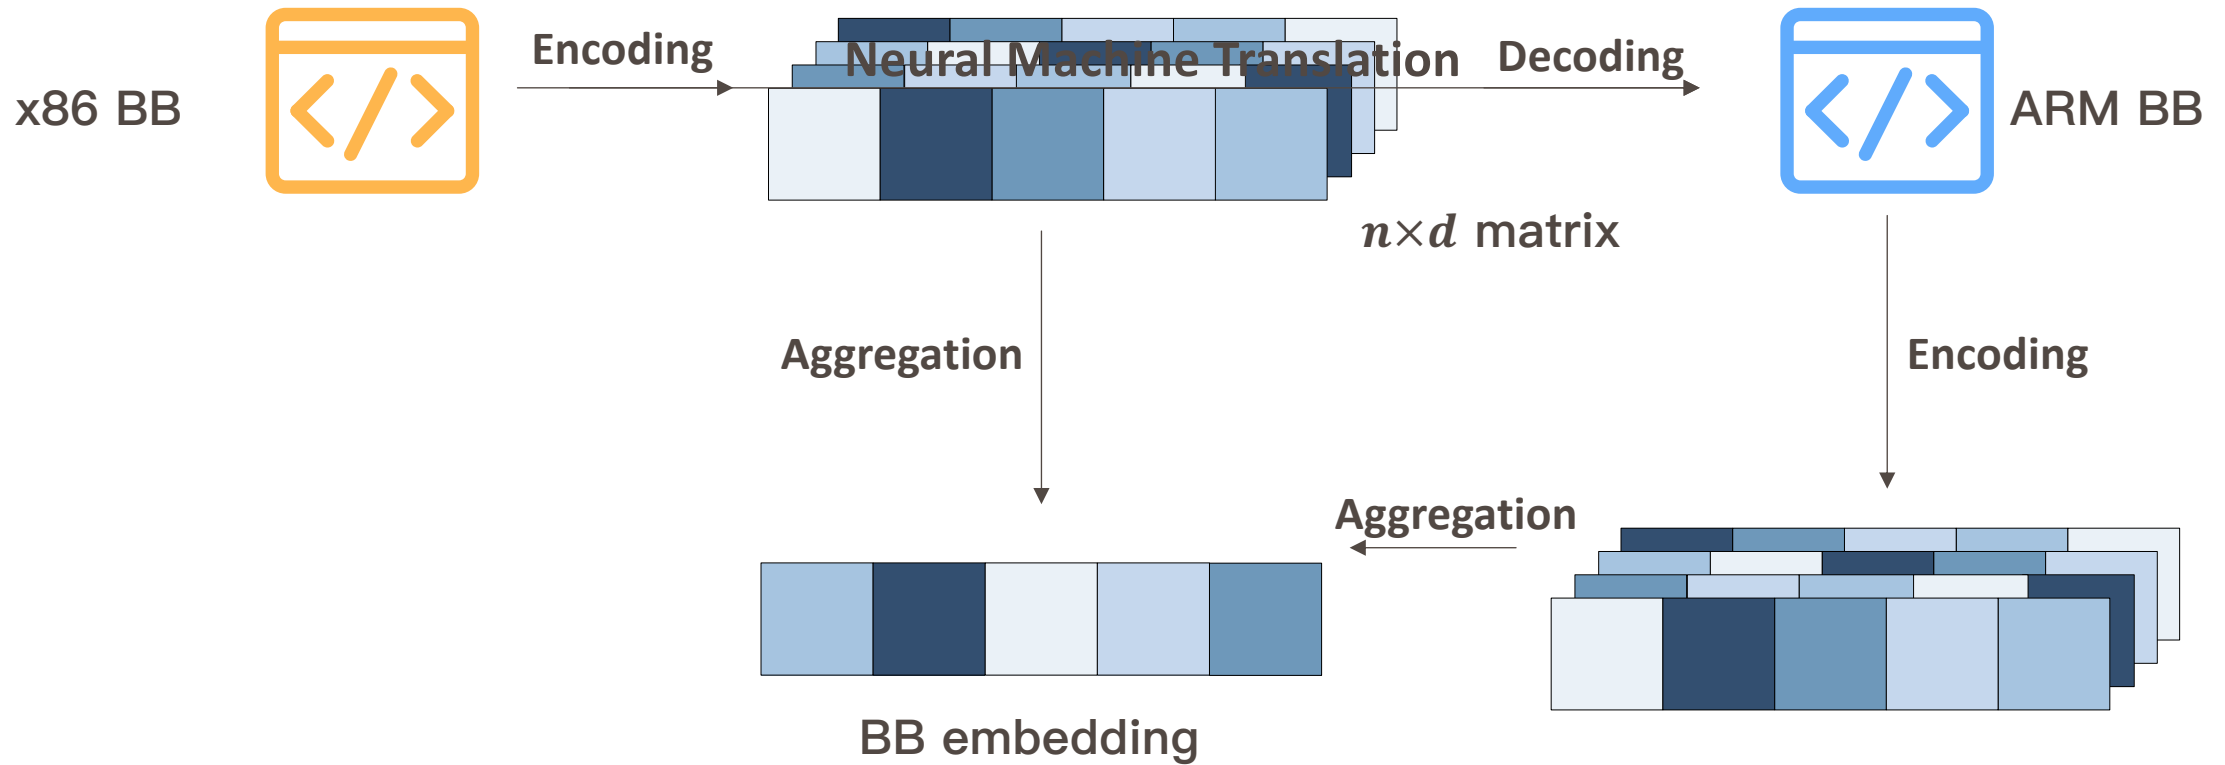 Encoding
Neural Machine Translation
Decoding
x86 BB
ARM BB
n×d matrix
Aggregation
Encoding
Aggregation
BB embedding